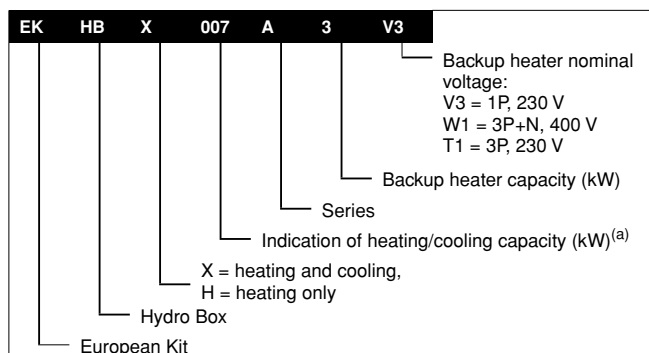 EK HB X 007 A 3 V3
Backup heater nominal
voltage:
V3 = 1P, 230 V
W1 = 3P+N, 400 V
T1 = 3P, 230 V
Backup heater capacity (kW)
Series
Indication of heating/cooling capacity (kW)(a)
X = heating and cooling,
H = heating only
Hydro Box
European Kit